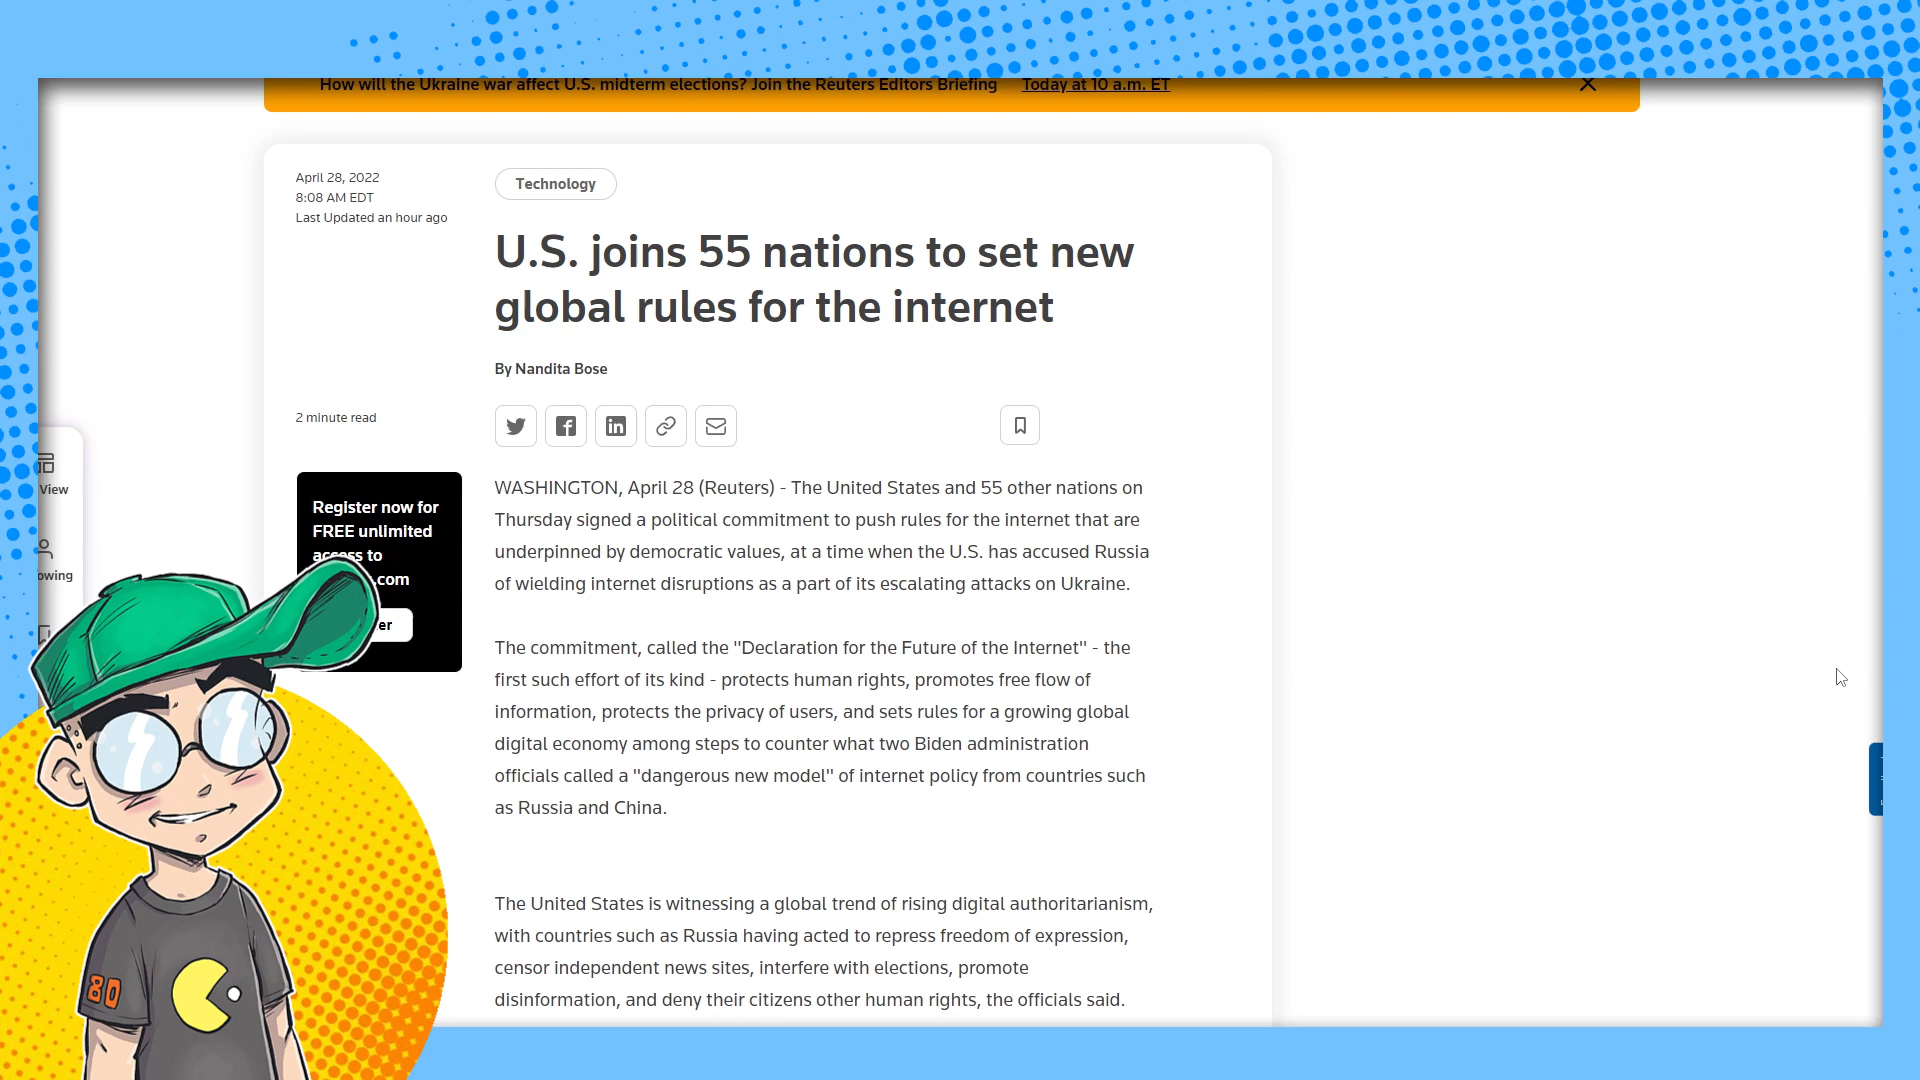 How will the Ukraine war affect U.S. midterm elections? Join the Reuters Editors Briefing Today at 10 a.m. ET
April 28, 2022
8:08 AM EDT
Last Updated an hour ago
Technology
U.S. joins 55 nations to set new
global rules for the internet
By Nandita Bose
2 minute read
View
owing
Register now for
FREE unlimited
access to
.com
er
WASHINGTON, April 28 (Reuters) - The United States and 55 other nations on
Thursday signed a political commitment to push rules for the internet that are
underpinned by democratic values, at a time when the U.S. has accused Russia
of wielding internet disruptions as a part of its escalating attacks on Ukraine.
The commitment, called the "Declaration for the Future of the Internet" - the
first such effort of its kind - protects human rights, promotes free flow of
information, protects the privacy of users, and sets rules for a growing global
digital economy among steps to counter what two Biden administration
officials called a "dangerous new model" of internet policy from countries such
as Russia and China.
The United States is witnessing a global trend of rising digital authoritarianism,
with countries such as Russia having acted to repress freedom of expression,
censor independent news sites, interfere with elections, promote
disinformation, and deny their citizens other human rights, the officials said.
80